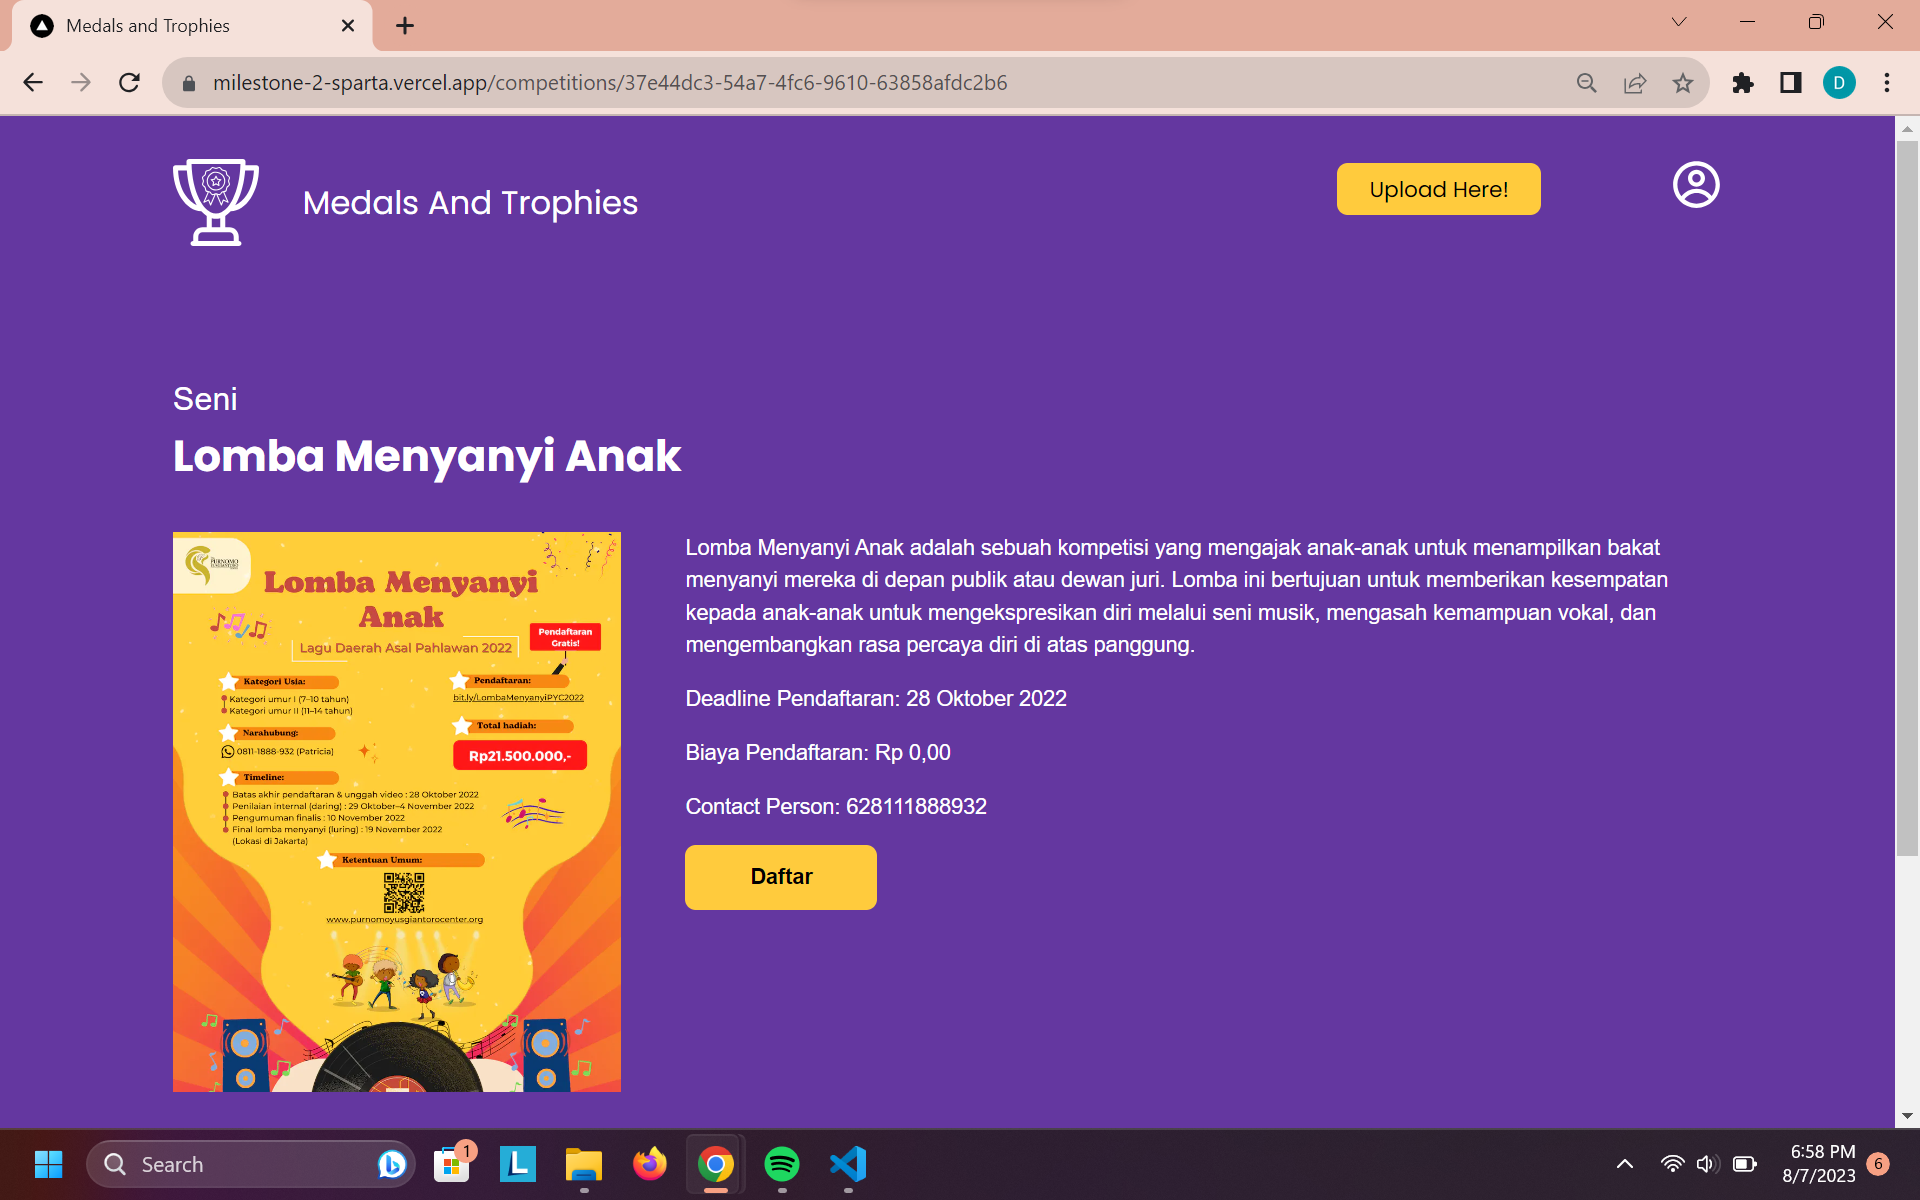 Medals and Trophies
milestone-2-sparta.vercel.app/competitions/37e44dc3-54a7-4fc6-9610-63858afdc2b6
D
Medals And Trophies
Upload Here!
Seni
Lomba Menyanyi Anak
PURNOMO
Lomba Menyanyi
Anak
Lagu Daerah Asal Pahlawan 2022
Pendaftaran
Gratis!
Kategori Usia:
Kategori umur I (7-10 tahun)
Kategori umur II (11-14 tahun)
Narahubung:
0811-1888-932 (Patricia)
Pendaftaran:
bit.ly/LombaMenyanyiPYC2022
Total hadiah:
Rp21.500.000,-
Timeline:
Batas akhir pendaftaran & unggah video : 28 Oktober 2022
Penilaian internal (daring) : 29 Oktober–4 November 2022
Pengumuman finalis : 10 November 2022
Final lomba menyanyi (luring) : 19 November 2022
(Lokasi di Jakarta)
Ketentuan Umum:
www.purnomoyusgiantorocenter.org
Lomba Menyanyi Anak adalah sebuah kompetisi yang mengajak anak-anak untuk menampilkan bakat
menyanyi mereka di depan publik atau dewan juri. Lomba ini bertujuan untuk memberikan kesempatan
kepada anak-anak untuk mengekspresikan diri melalui seni musik, mengasah kemampuan vokal, dan
mengembangkan rasa percaya diri di atas panggung.
Deadline Pendaftaran: 28 Oktober 2022
Biaya Pendaftaran: Rp 0,00
Contact Person: 628111888932
Daftar
Search
1
L
6:58 PM
8/7/2023
6